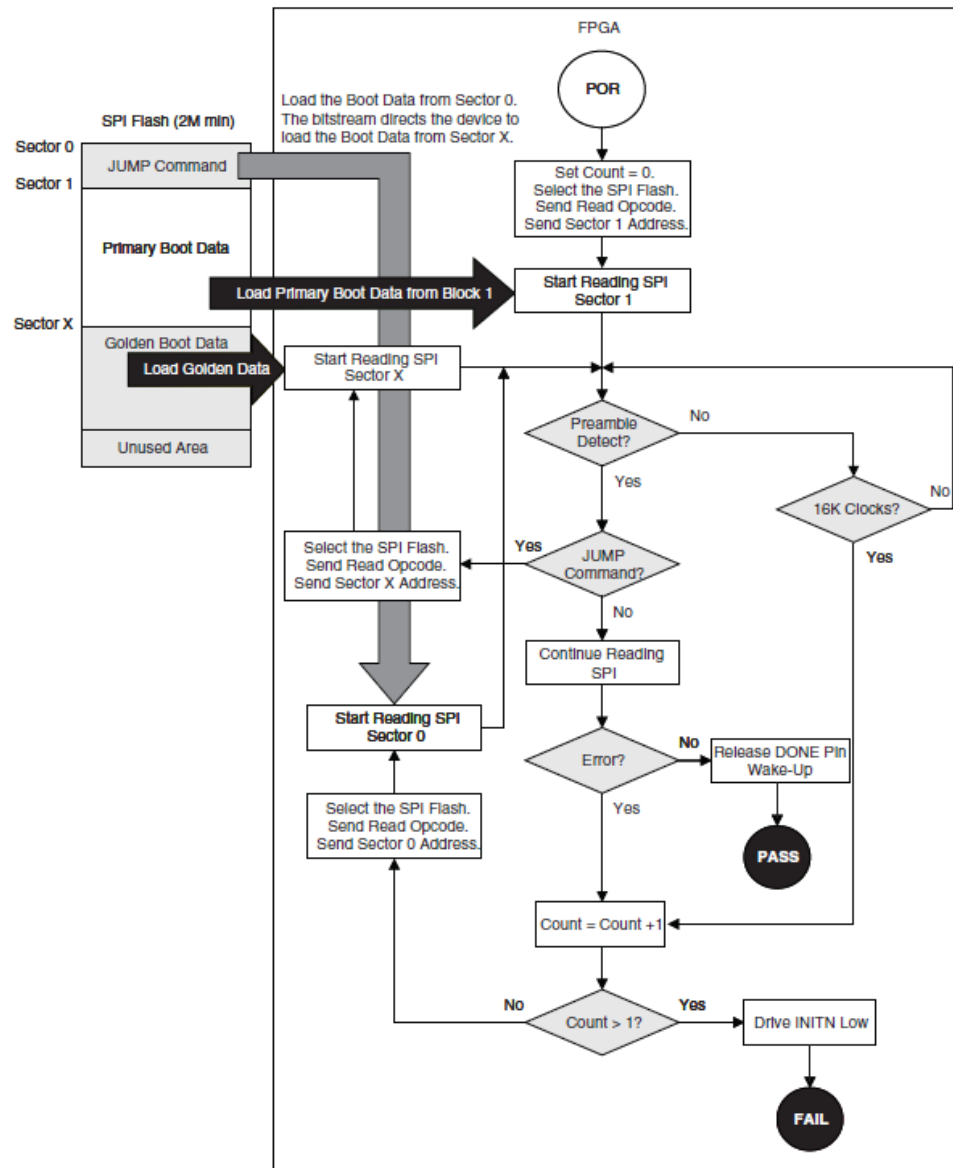 FPGA
POR
Load the Boot Data from Sector 0.
The bitstream directs the device to
load the Boot Data from Sector X.
SPI Flash (2M min)
Sector 0
JUMP Command
Sector 1
Set Count = 0.
Select the SPI Flash.
Send Read Opcode.
Send Sector 1 Address.
Primary Boot Data
Load Primary Boot Data from Block 1
Start Reading SPI
Sector 1
Sector X
Golden Boot Data
Load Golden Data
Start Reading SPI
Sector X
Unused Area
Preamble
Detect?
No
Yes
16K Clocks?
No
Yes
Select the SPI Flash.
Send Read Opcode.
Send Sector X Address.
Yes
JUMP
Command?
No
Continue Reading
SPI
Start Reading SPI
Sector 0
Error?
No
Release DONE Pin
Wake-Up
Yes
Select the SPI Flash.
Send Read Opcode.
Send Sector 0 Address.
PASS
Count = Count +1
No
Count > 1?
Yes
Drive INITN Low
FAIL